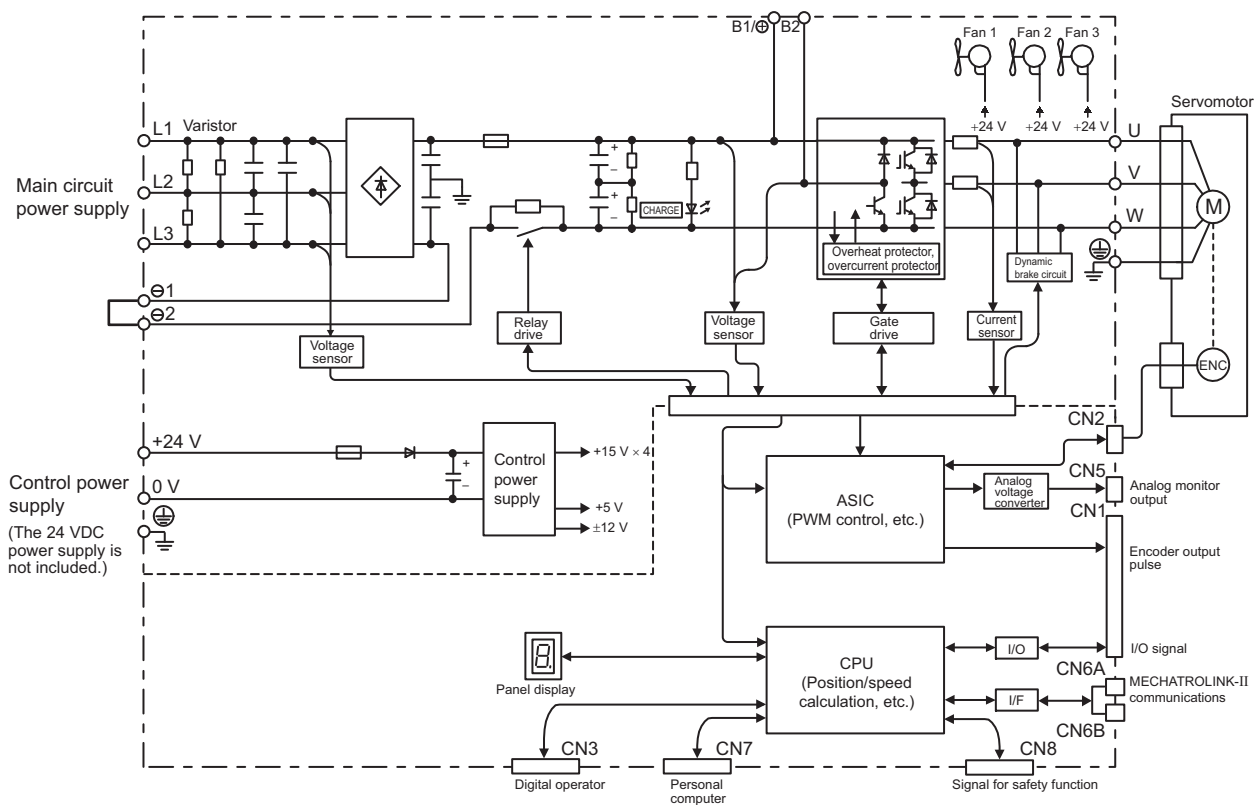 B1/⊕ B2
Fan 1 Fan 2 Fan 3
+24 V +24 V +24 V
Servomotor
L1 Varistor
U
Main circuit
power supply
L2
V
L3
W
CHARGE
M
Overheat protector,
overcurrent protector
Dynamic
brake circuit
⊖1
⊖2
Voltage
sensor
Relay
drive
Voltage
sensor
Gate
drive
Current
sensor
ENC
CN2
+24 V
Control power
supply
(The 24 VDC
power supply is
not included.)
0 V
+
–
+
–
+
–
Control
power
supply
+15 V × 4
+5 V
±12 V
ASIC
(PWM control, etc.)
Analog
voltage
converter
CN5
Analog monitor
output
CN1
Encoder output
pulse
8.
Panel display
CPU
(Position/speed
calculation, etc.)
I/O
I/O signal
CN6A
I/F
MECHATROLINK-II
communications
CN6B
CN3
Digital operator
CN7
Personal
computer
CN8
Signal for safety function